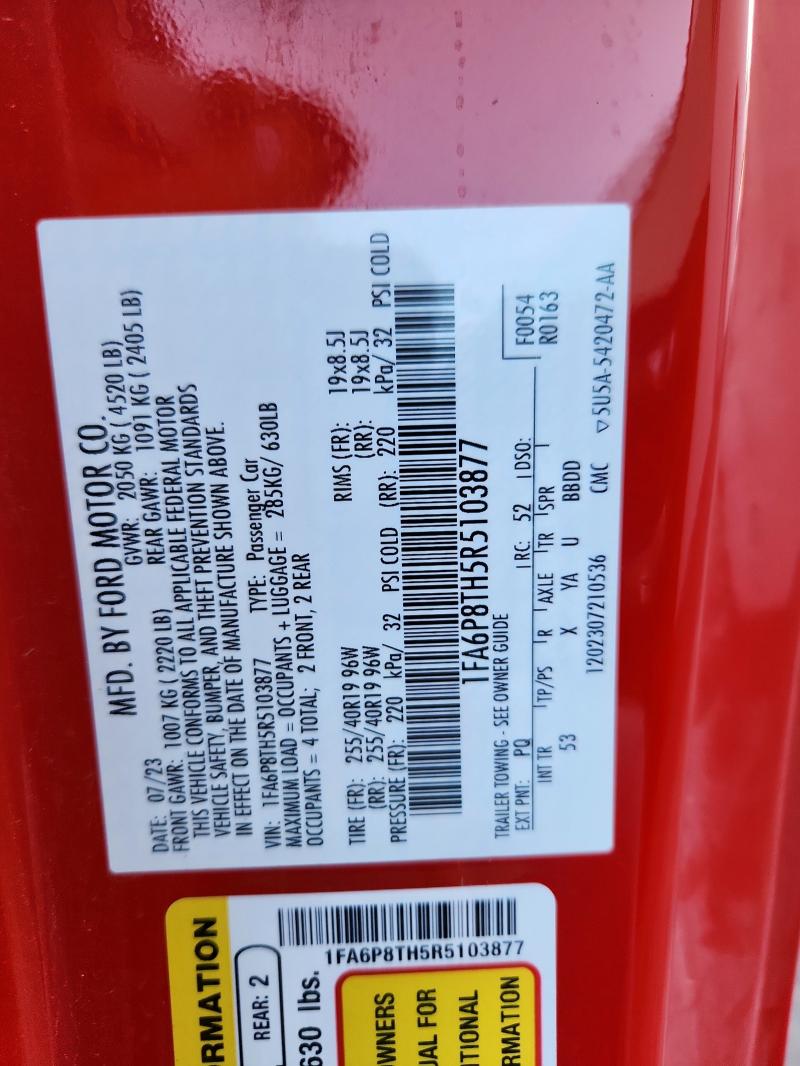 MFD. BY FORD MOTOR CO.
DATE: 07/23 GVWR: 2050 KG ( 4520 LB)
FRONT GAWR: 1007 KG ( 2220 LB) REAR GAWR: 1091 KG ( 2405 LB)
THIS VEHICLE CONFORMS TO ALL APPLICABLE FEDERAL MOTOR
VEHICLE SAFETY, BUMPER, AND THEFT PREVENTION STANDARDS
IN EFFECT ON THE DATE OF MANUFACTURE SHOWN ABOVE.
VIN: 1FA6P8TH5R5103877 TYPE: Passenger Car
MAXIMUM LOAD = OCCUPANTS + LUGGAGE = 285KG/ 630LB
OCCUPANTS = 4 TOTAL; 2 FRONT, 2 REAR
TIRE (FR): 255/40R19 96W RIMS (FR): 19x8.5J
(RR): 255/40R19 96W (RR): 19x8.5J
PRESSURE (FR): 220 kPa/ 32 PSI COLD (RR): 220 kPa/ 32 PSI COLD
1FA6P8TH5R5103877
TRAILER TOWING - SEE OWNER GUIDE
F0054
EXT PNT: PQ RC: 52 DSO: R0163
INT TR TP/PS R AXLE TR SPR
53 X YA U BBDD
1202307210536 CMC ▽5U5A-5420472-AA
RMATION
REAR: 2
630 lbs.
1FA6P8TH5R5103877
WNERS
UAL FOR
ITIONAL
RMATION